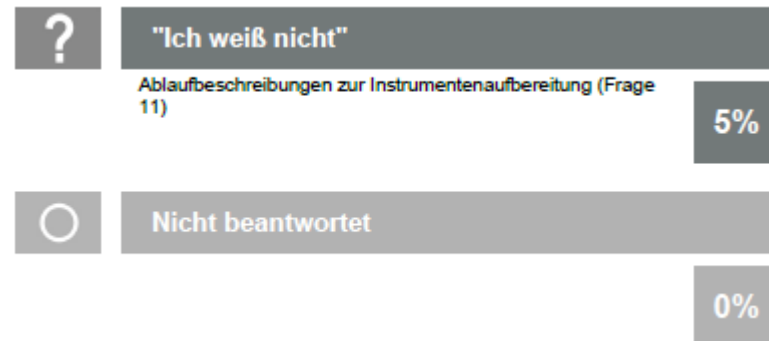 ?
"Ich weiß nicht"
Ablaufbeschreibungen zur Instrumentenaufbereitung (Frage
11)
5%
Nicht beantwortet
0%